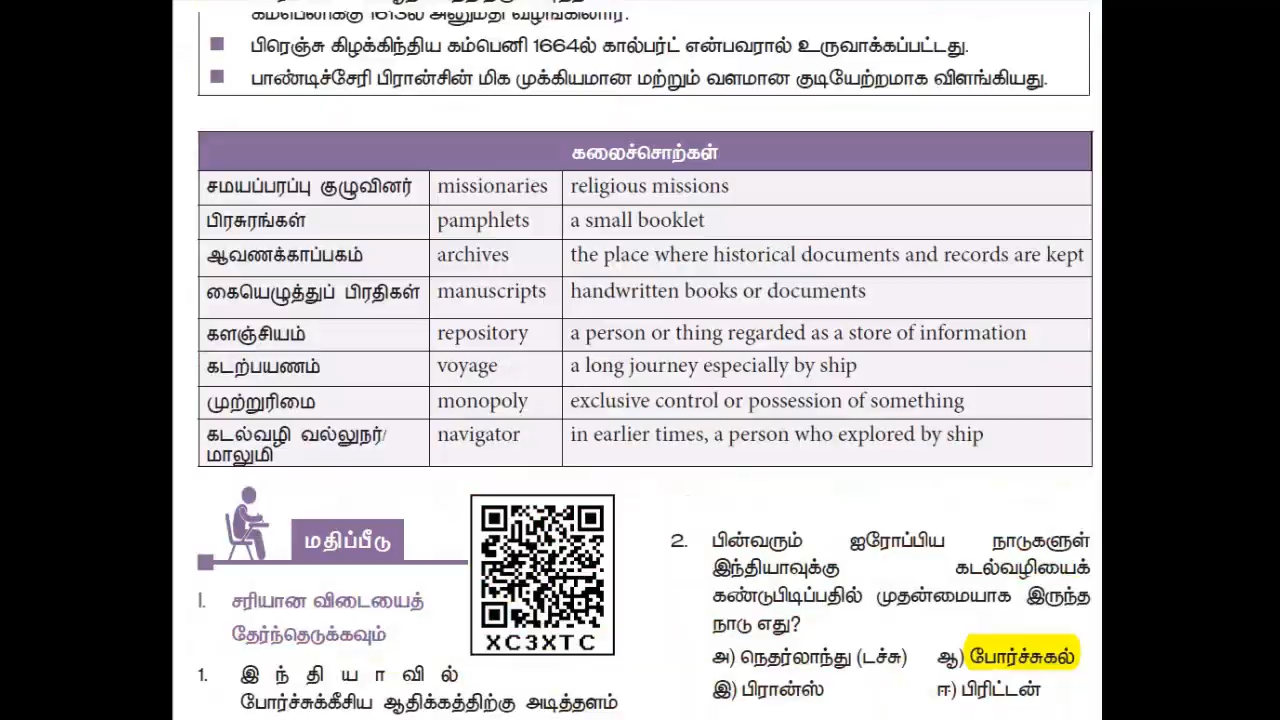 கம்பெனிக்கு 1613ல் அனுமதி வழங்கினார்.
பிரெஞ்சு கிழக்கிந்திய கம்பெனி 1664ல் கால்பர்ட் என்பவரால் உருவாக்கப்பட்டது.
பாண்டிச்சேரி பிரான்சின் மிக முக்கியமான மற்றும் வளமான குடியேற்றமாக விளங்கியது.
கலைச்சொற்கள்
சமயப்பரப்பு குழுவினர் missionaries religious missions
பிரசுரங்கள் pamphlets a small booklet
ஆவணக்காப்பகம் archives the place where historical documents and records are kept
கையெழுத்துப் பிரதிகள் manuscripts handwritten books or documents
களஞ்சியம் repository a person or thing regarded as a store of information
கடற்பயணம் voyage a long journey especially by ship
முற்றுரிமை monopoly exclusive control or possession of something
கடல்வழி வல்லுநர்/ navigator in earlier times, a person who explored by ship
மாலுமி
மதிப்பீடு
I. சரியான விடையைத்
தேர்ந்தெடுக்கவும்
XC3XTC
1. இ ந் தி யா வி ல்
போர்ச்சுக்கீசிய ஆதிக்கத்திற்கு அடித்தளம்
2. பின்வரும் ஐரோப்பிய நாடுகளுள்
இந்தியாவுக்கு கடல்வழியைக்
கண்டுபிடிப்பதில் முதன்மையாக இருந்த
நாடு எது?
அ) நெதர்லாந்து (டச்சு) ஆ) போர்ச்சுகல்
இ) பிரான்ஸ் ஈ) பிரிட்டன்